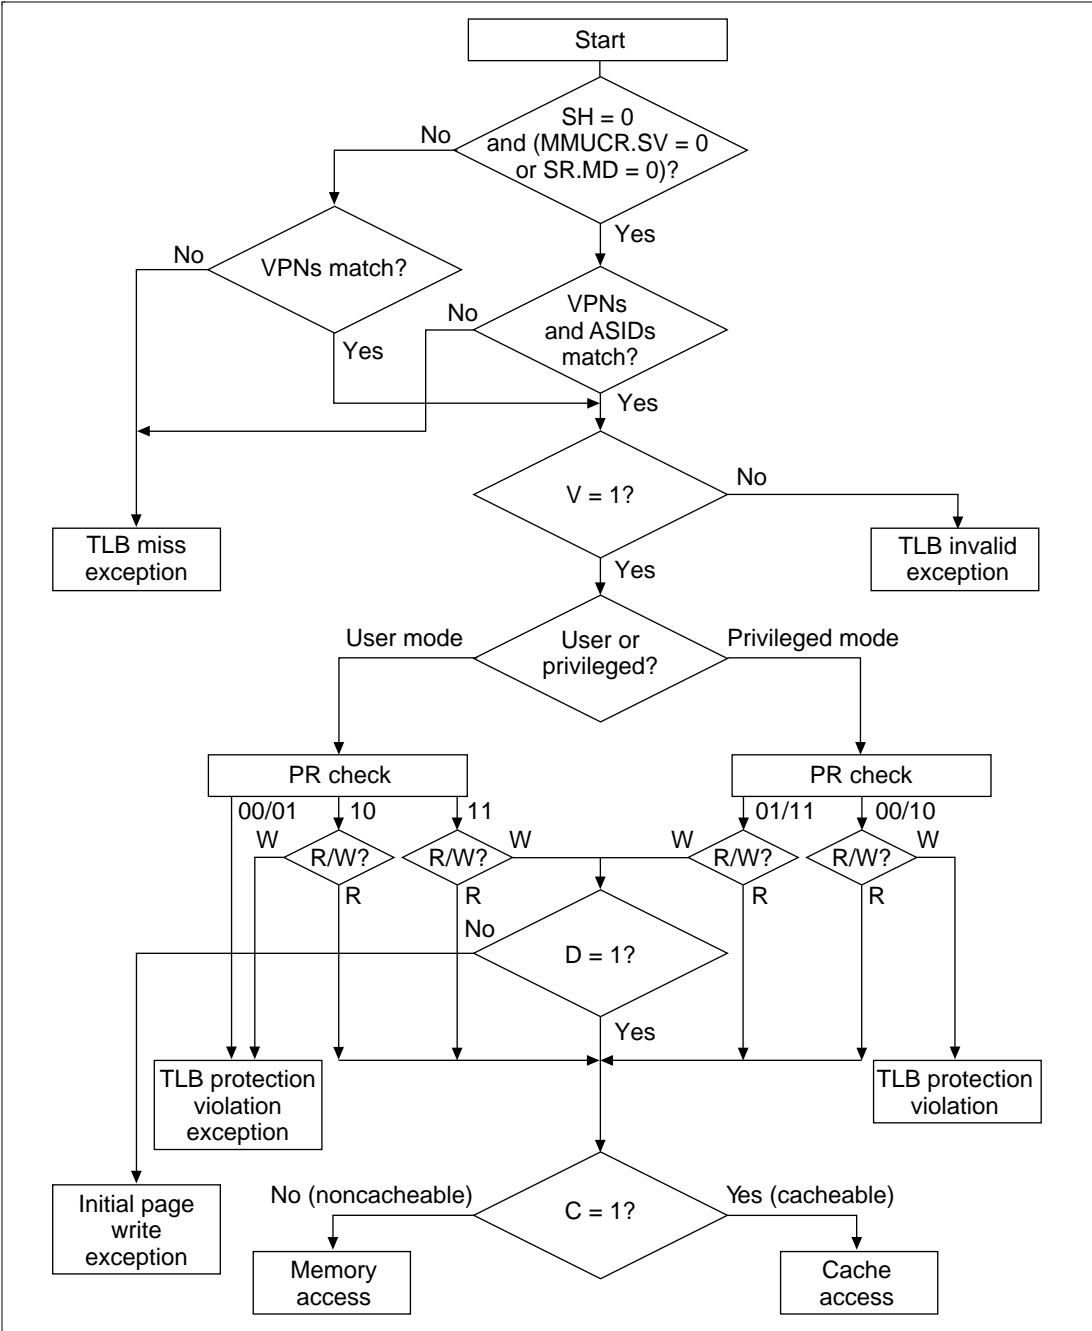 Start
SH = 0
and (MMUCR.SV = 0
or SR.MD = 0)?
No
Yes
VPNs match?
No
Yes
VPNs
and ASIDs
match?
No
Yes
V = 1?
No
Yes
TLB miss
exception
TLB invalid
exception
User or
privileged?
User mode
Privileged mode
PR check
PR check
00/01
10
11
01/11
00/10
W
R/W?
R/W?
W
W
R/W?
R/W?
W
R
R
R
R
No
D = 1?
Yes
TLB protection
violation
exception
TLB protection
violation
Initial page
write
exception
No (noncacheable)
C = 1?
Yes (cacheable)
Memory
access
Cache
access